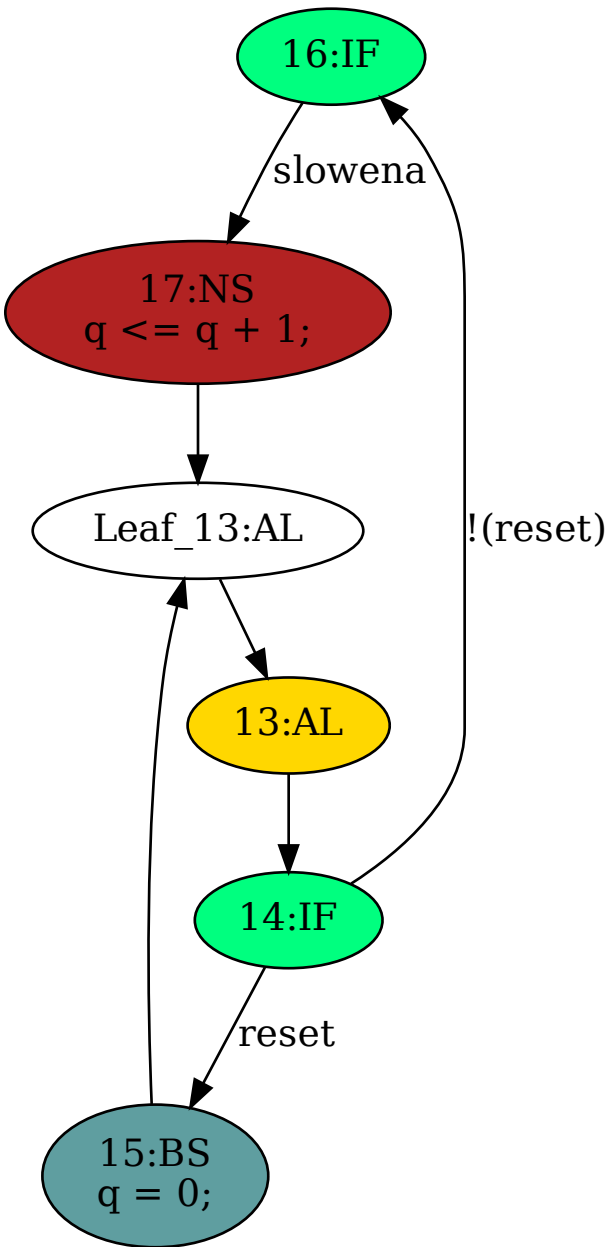 16:IF
slowena
17:NS
q <= q + 1;
Leaf_13:AL
!(reset)
13:AL
14:IF
reset
15:BS
q = 0;